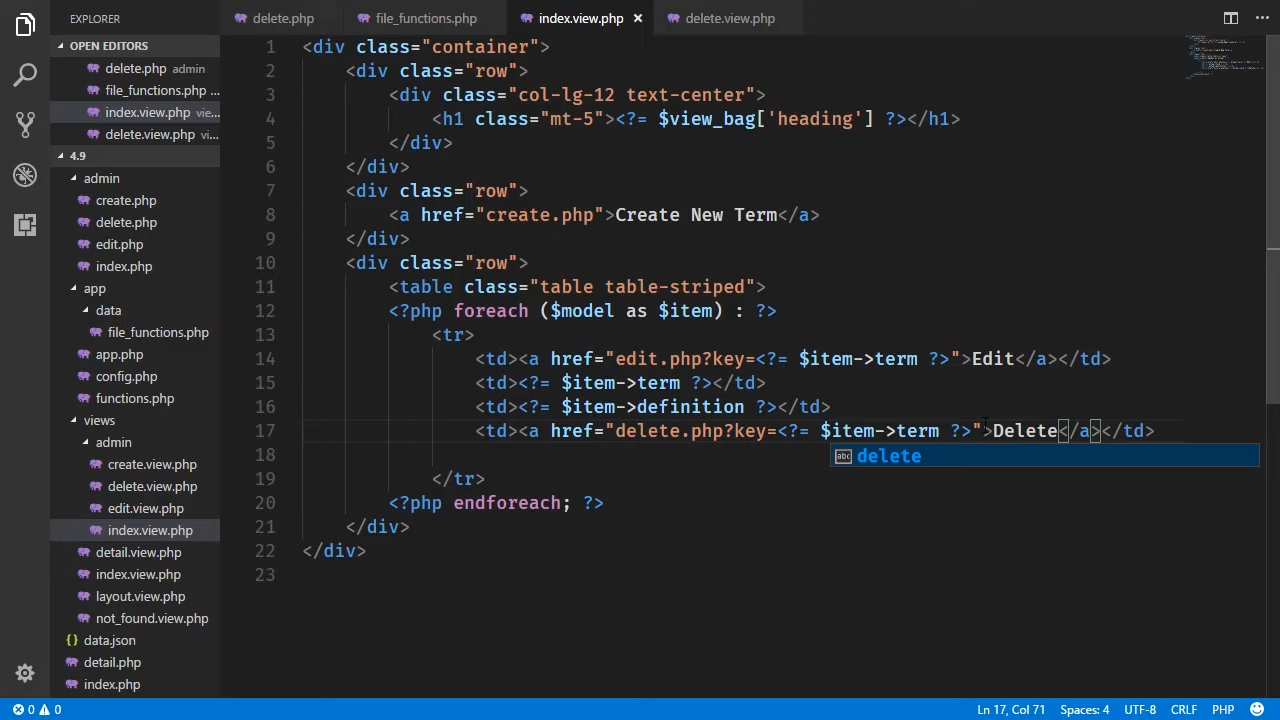 EXPLORER
OPEN EDITORS
delete.php admin
file_functions.php ...
index.view.php vie...
delete.view.php vi...
4.9
admin
create.php
delete.php
edit.php
index.php
app
data
file_functions.php
app.php
config.php
functions.php
views
admin
create.view.php
delete.view.php
edit.view.php
index.view.php
detail.view.php
index.view.php
layout.view.php
not_found.view.php
{} data.json
detail.php
index.php
delete.php file_functions.php index.view.php × delete.view.php
1 <div class="container">
2 <div class="row">
3 <div class="col-lg-12 text-center">
4 <h1 class="mt-5"><?= $view_bag['heading'] ?></h1>
5 </div>
6 </div>
7 <div class="row">
8 <a href="create.php">Create New Term</a>
9 </div>
10 <div class="row">
11 <table class="table table-striped">
12 <?php foreach ($model as $item) : ?>
13 <tr>
14 <td><a href="edit.php?key=<?= $item->term ?>">Edit</a></td>
15 <td><?= $item->term ?></td>
16 <td><?= $item->definition ?></td>
17 <td><a href="delete.php?key=<?= $item->term ?>">Delete</a></td>
18
abc delete
19 </tr>
20 <?php endforeach; ?>
21 </div>
22 </div>
23
0 0 Ln 17, Col 71 Spaces: 4 UTF-8 CRLF PHP